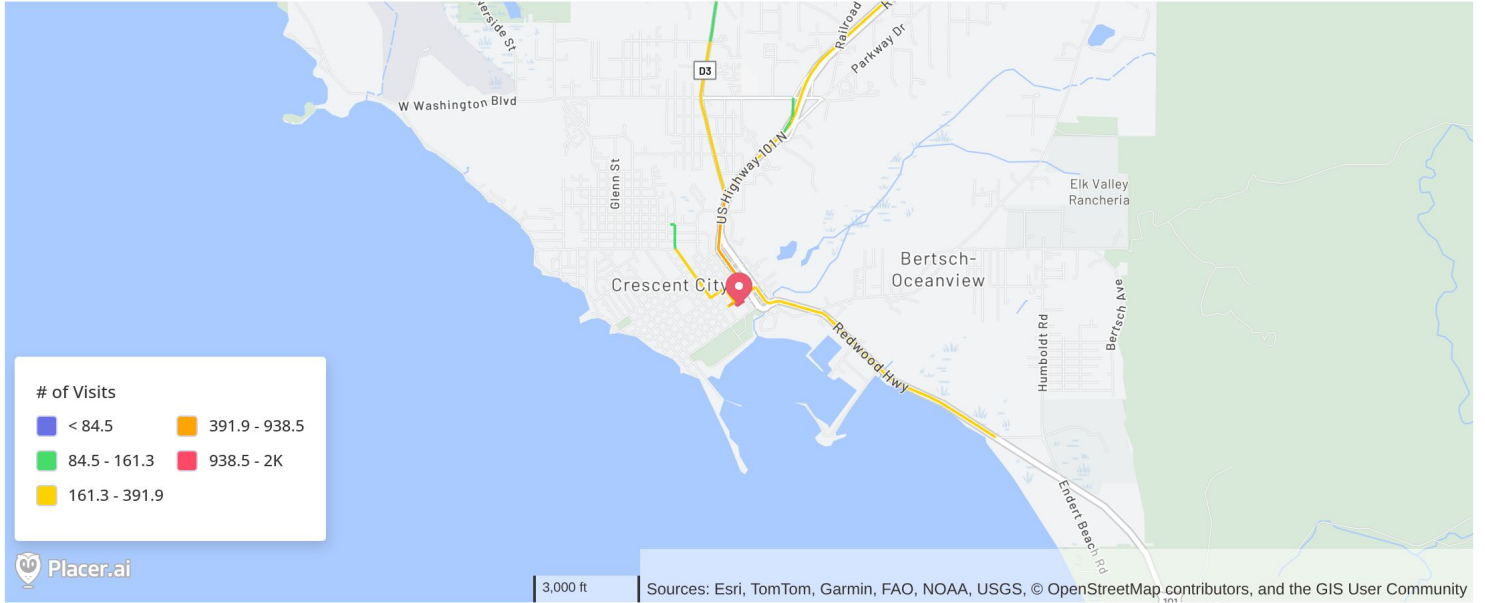 Railroad
Parkway Dr
D3
W Washington Blvd
US Highway 101 N
Glenn St
Elk Valley
Rancheria
Bertsch-
Oceanview
Crescent City
Bertsch Ave
Humboldt Rd
Redwood Hwy
# of Visits
< 84.5
391.9 - 938.5
84.5 - 161.3
938.5 - 2K
161.3 - 391.9
Endert Beach Rd
Placer.ai
3,000 ft
Sources: Esri, TomTom, Garmin, FAO, NOAA, USGS, © OpenStreetMap contributors, and the GIS User Community
101